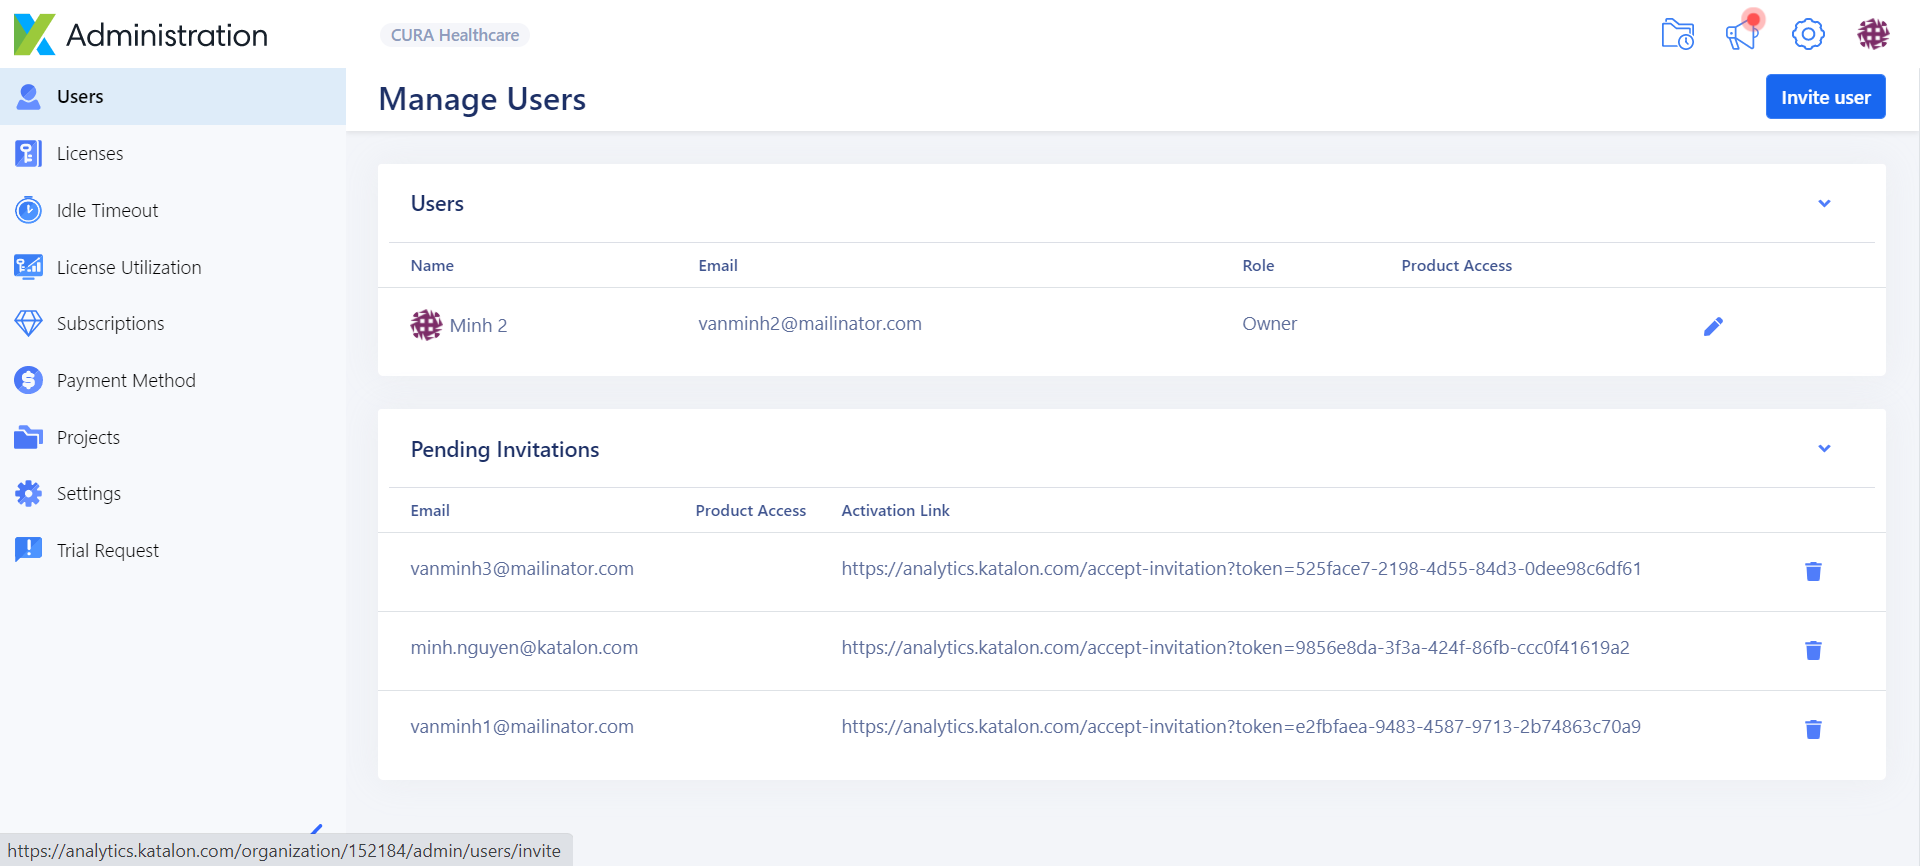 Administration
CURA Healthcare
Users
Licenses
Idle Timeout
License Utilization
Subscriptions
Payment Method
Projects
Settings
Trial Request
Manage Users
Invite user
Users
Name Email Role Product Access
Minh 2 vanminh2@mailinator.com Owner
Pending Invitations
Email Product Access Activation Link
vanminh3@mailinator.com https://analytics.katalon.com/accept-invitation?token=525face7-2198-4d55-84d3-0dee98c6df61
minh.nguyen@katalon.com https://analytics.katalon.com/accept-invitation?token=9856e8da-3f3a-424f-86fb-ccc0f41619a2
vanminh1@mailinator.com https://analytics.katalon.com/accept-invitation?token=e2fbfaea-9483-4587-9713-2b74863c70a9
https://analytics.katalon.com/organization/152184/admin/users/invite